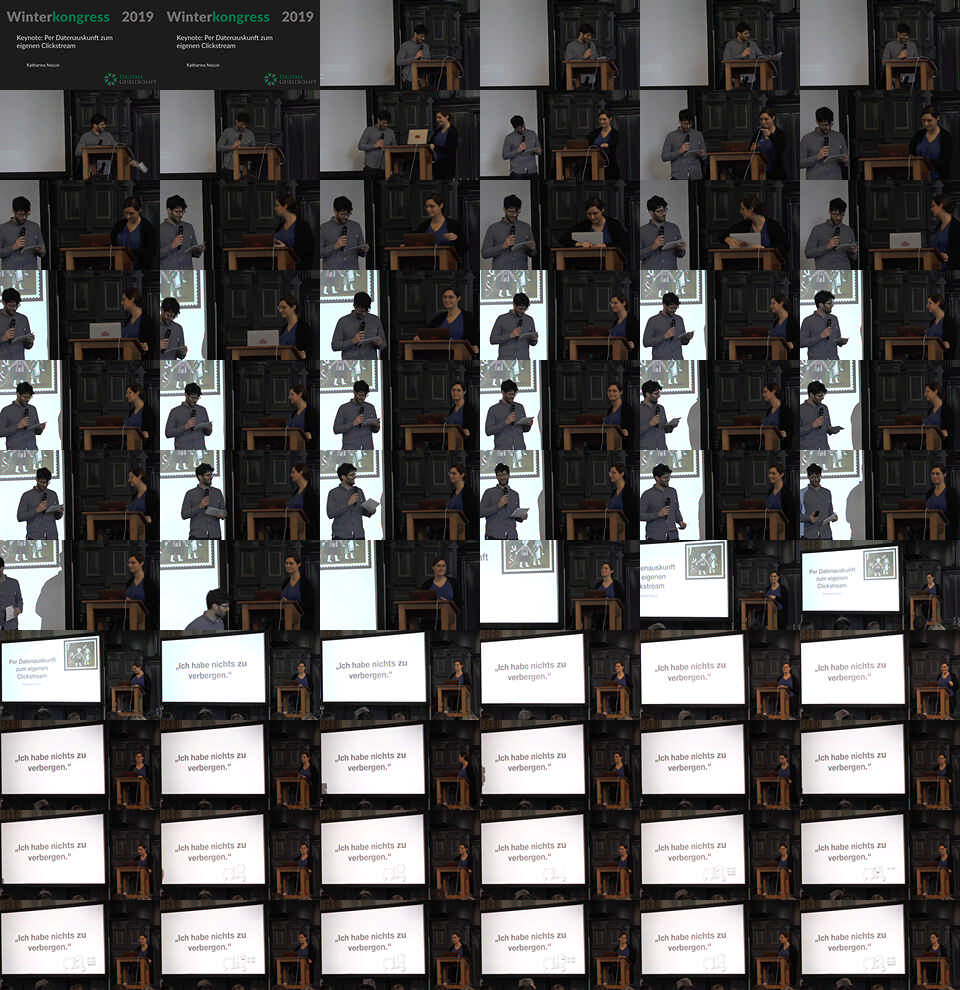 Winterkongress 2019
Keynote: Per Datenauskunft zum
eigenen Clickstream
Katharina Nocun
DIGITALE
GESELLSCHAFT
Winterkongress 2019
Keynote: Per Datenauskunft zum
eigenen Clickstream
Katharina Nocun
DIGITALE
GESELLSCHAFT
Per Datenauskunft
zum eigenen
Clickstream
Per Datenauskunft
zum eigenen
Clickstream
„Ich habe nichts zu
verbergen.“
„Ich habe nichts zu
verbergen.“
„Ich habe nichts zu
verbergen.“
„Ich habe nichts zu
verbergen.“
„Ich habe nichts zu
verbergen.“
„Ich habe nichts zu
verbergen.“
„Ich habe nichts zu
verbergen.“
„Ich habe nichts zu
verbergen.“
„Ich habe nichts zu
verbergen.“
„Ich habe nichts zu
verbergen.“
„Ich habe nichts zu
verbergen.“
„Ich habe nichts zu
verbergen.“
„Ich habe nichts zu
verbergen.“
„Ich habe nichts zu
verbergen.“
„Ich habe nichts zu
verbergen.“
„Ich habe nichts zu
verbergen.“
„Ich habe nichts zu
verbergen.“
„Ich habe nichts zu
verbergen.“
„Ich habe nichts zu
verbergen.“
„Ich habe nichts zu
verbergen.“
„Ich habe nichts zu
verbergen.“
„Ich habe nichts zu
verbergen.“
„Ich habe nichts zu
verbergen.“